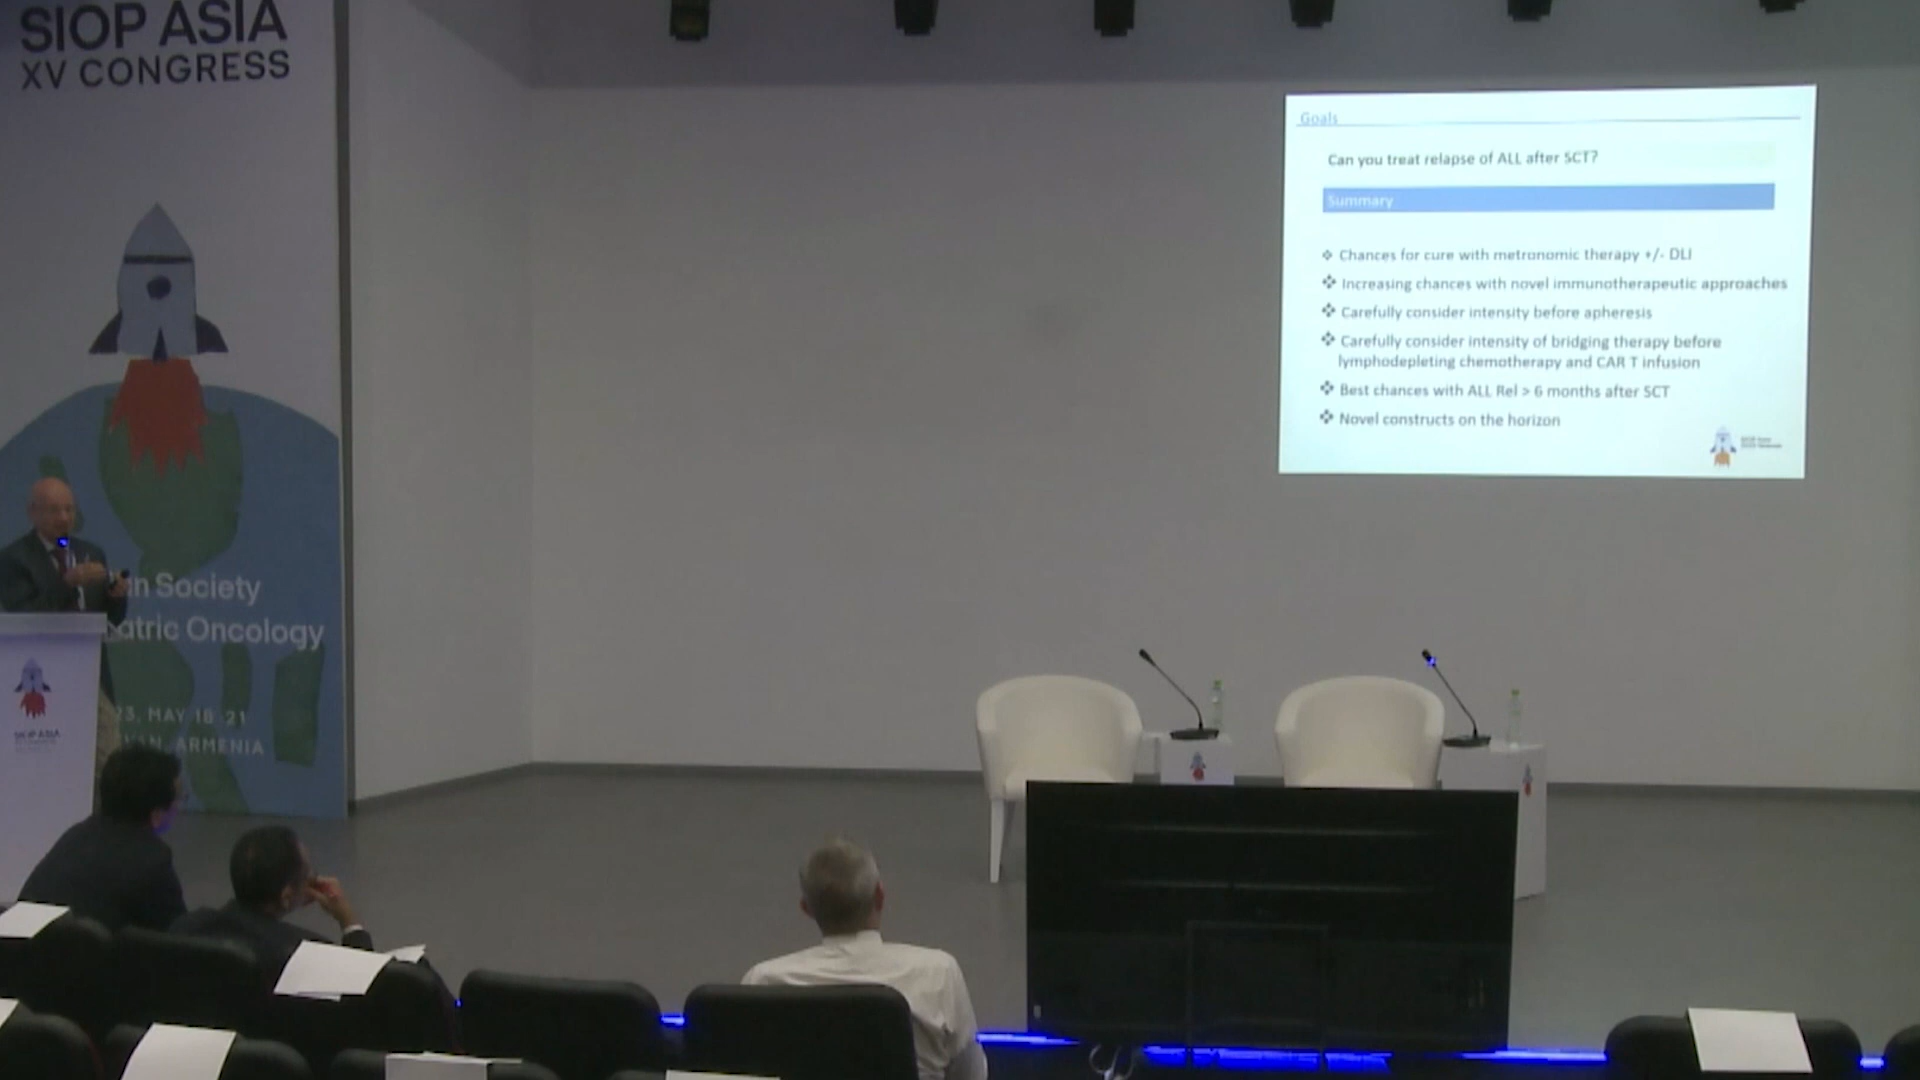 SIOP ASIA
XV CONGRESS
Society
Oncology
MAY 18 21
ARMENIA
SIOP ASIA
CONGRESS
Goals
Can you treat relapse of ALL after SCT?
Summary
❖ Chances for cure with metronomic therapy +/- DLI
❖ Increasing chances with novel immunotherapeutic approaches
❖ Carefully consider intensity before apheresis
❖ Carefully consider intensity of bridging therapy before
lymphodepleting chemotherapy and CAR T infusion
❖ Best chances with ALL Rel > 6 months after SCT
❖ Novel constructs on the horizon